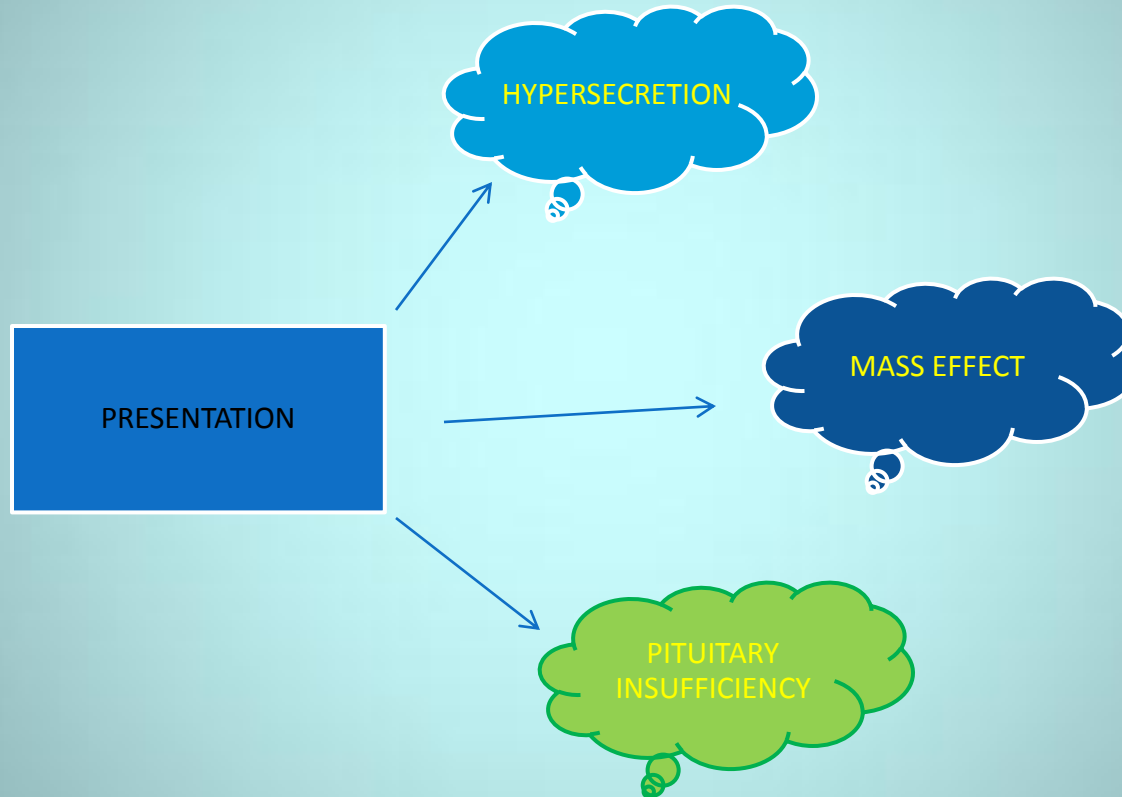 HYPERSECRETION
MASS EFFECT
PRESENTATION
PITUITARY
INSUFFICIENCY